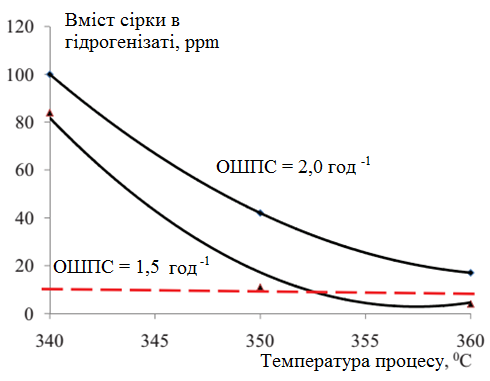 Вміст сірки в
гідрогенізаті, ppm
120
100
80
60
40
20
0
ОШПС = 2,0 год -1
ОШПС = 1,5 год -1
340
345
350
355
360
Температура процесу, 0С